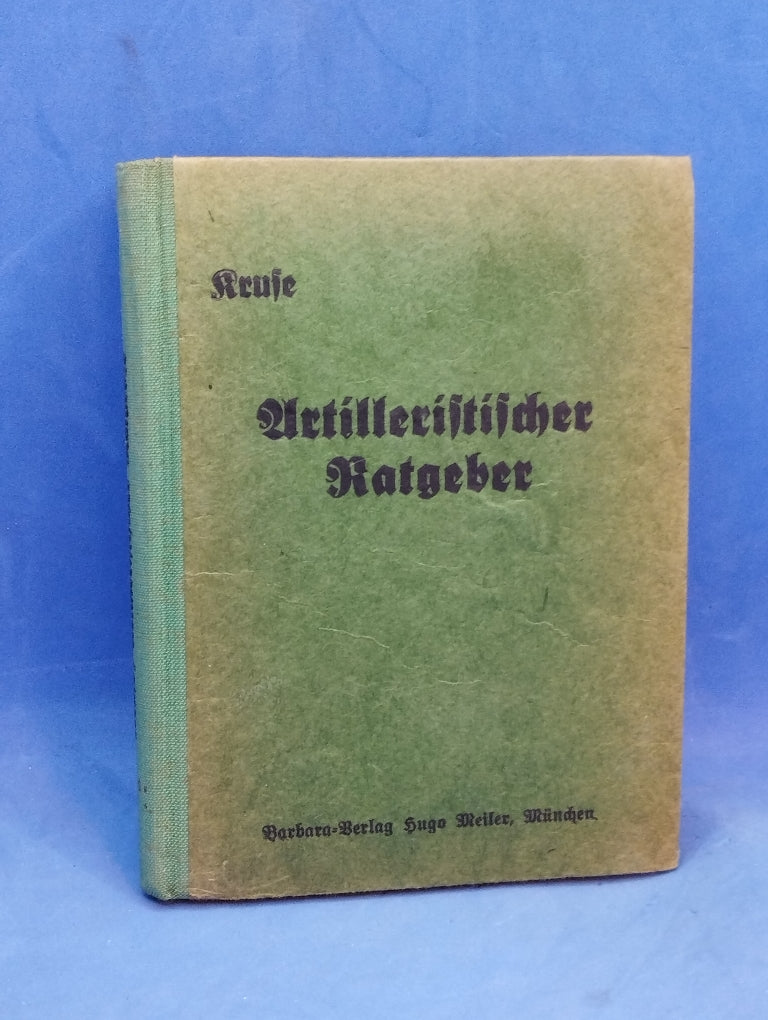 Kruse
Artilleristischer
Ratgeber
Barbara-Verlag Hugo Meiler, München